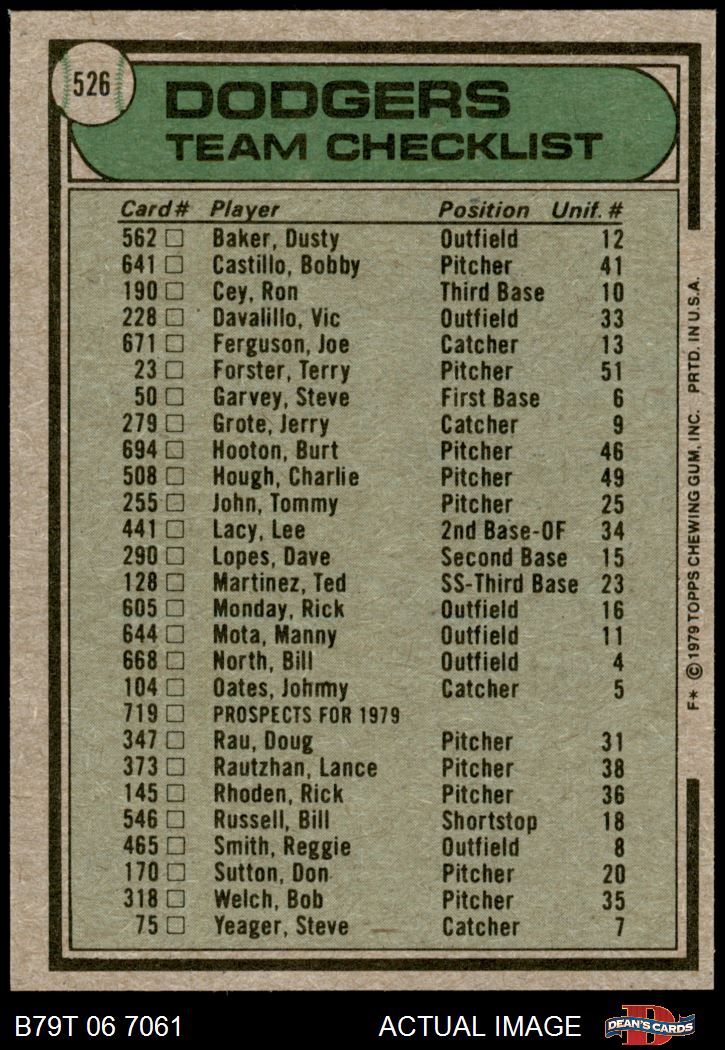 526
DODGERS
TEAM CHECKLIST
Card# Player Position Unif. #
562 Baker, Dusty Outfield 12
641 Castillo, Bobby Pitcher 41
190 Cey, Ron Third Base 10
228 Davalillo, Vic Outfield 33
671 Ferguson, Joe Catcher 13
23 Forster, Terry Pitcher 51
50 Garvey, Steve First Base 6
279 Grote, Jerry Catcher 9
694 Hooton, Burt Pitcher 46
508 Hough, Charlie Pitcher 49
255 John, Tommy Pitcher 25
441 Lacy, Lee 2nd Base-OF 34
290 Lopes, Dave Second Base 15
128 Martinez, Ted SS-Third Base 23
605 Monday, Rick Outfield 16
644 Mota, Manny Outfield 11
668 North, Bill Outfield 4
104 Oates, Johnny Catcher 5
719 PROSPECTS FOR 1979
347 Rau, Doug Pitcher 31
373 Rautzhan, Lance Pitcher 38
145 Rhoden, Rick Pitcher 36
546 Russell, Bill Shortstop 18
465 Smith, Reggie Outfield 8
170 Sutton, Don Pitcher 20
318 Welch, Bob Pitcher 35
75 Yeager, Steve Catcher 7
F* © 1979 TOPPS CHEWING GUM, INC. PRTD. IN U.S.A.
B79T 06 7061 ACTUAL IMAGE
D
DEAN'S CARDS